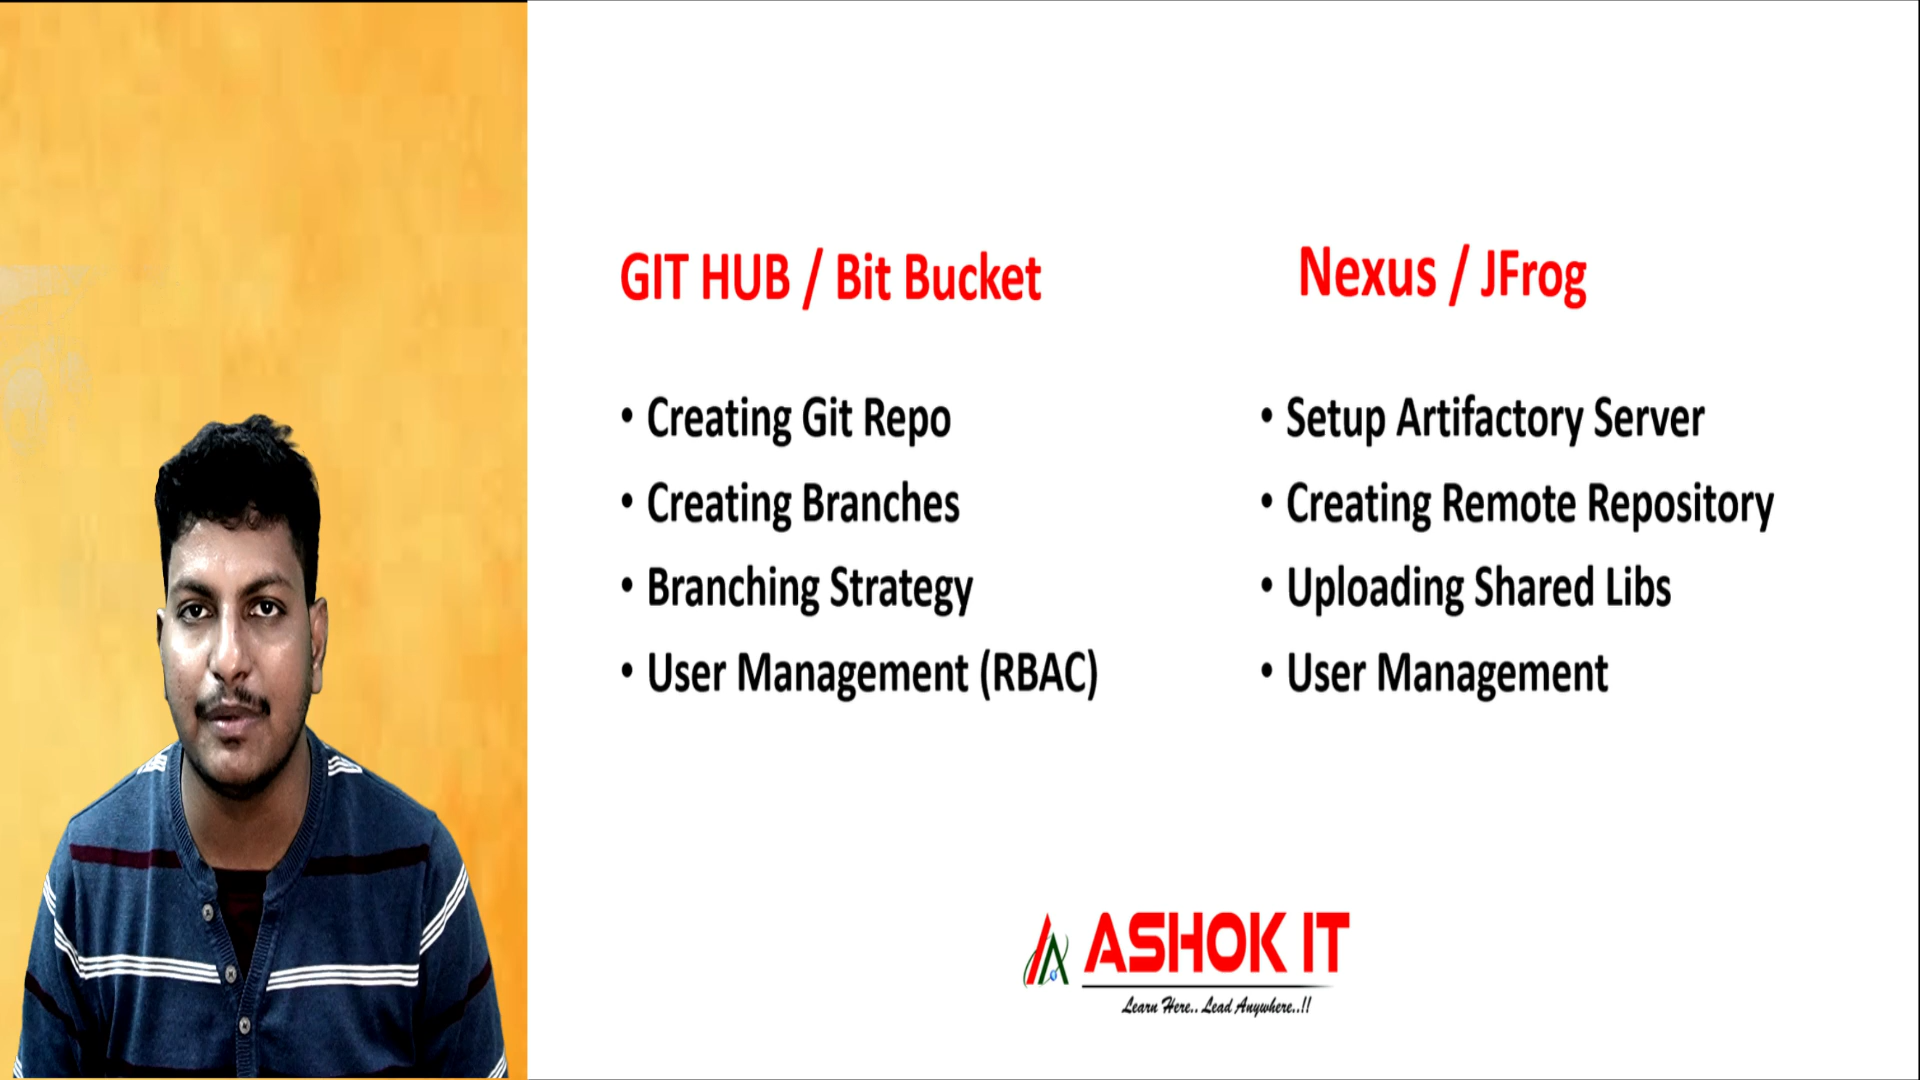 GIT HUB / Bit Bucket
• Creating Git Repo
• Creating Branches
• Branching Strategy
• User Management (RBAC)
Nexus / JFrog
• Setup Artifactory Server
• Creating Remote Repository
• Uploading Shared Libs
• User Management
ASHOK IT
Learn Here.. Lead Anywhere..!!